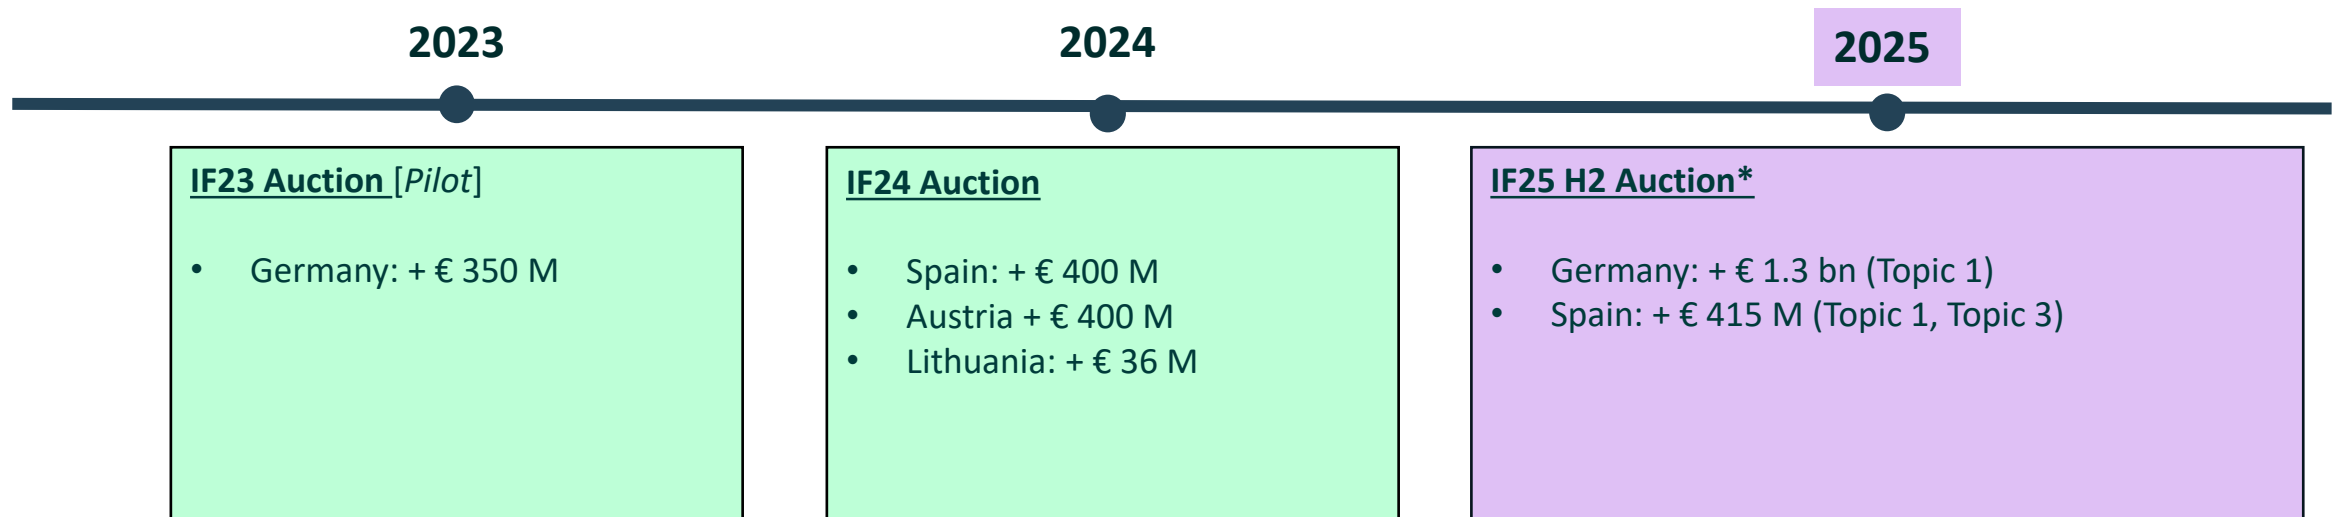 2023
2024
2025
IF23 Auction [Pilot]
• Germany: + € 350 M
IF24 Auction
• Spain: + € 400 M
• Austria + € 400 M
• Lithuania: + € 36 M
IF25 H2 Auction*
• Germany: + € 1.3 bn (Topic 1)
• Spain: + € 415 M (Topic 1, Topic 3)